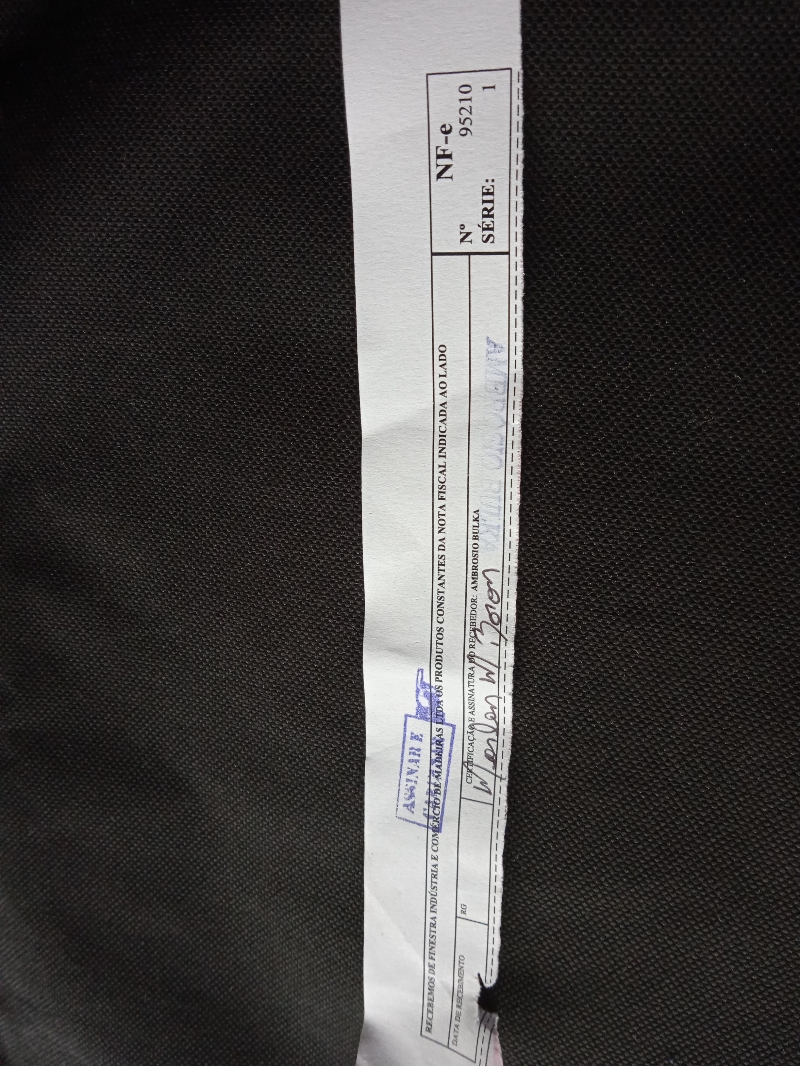 ASSINAR E
RECEBEMOS DE FINESTRA INDÚSTRIA E COMÉRCIO DE MADEIRAS LTDA OS PRODUTOS CONSTANTES DA NOTA FISCAL INDICADA AO LADO
NF-e
Nº 95210
SÉRIE: 1
DATA DE RECEBIMENTO
RG
CERTIFICAÇÃO E ASSINATURA DO RECEBEDOR: AMBROSIO BULKA